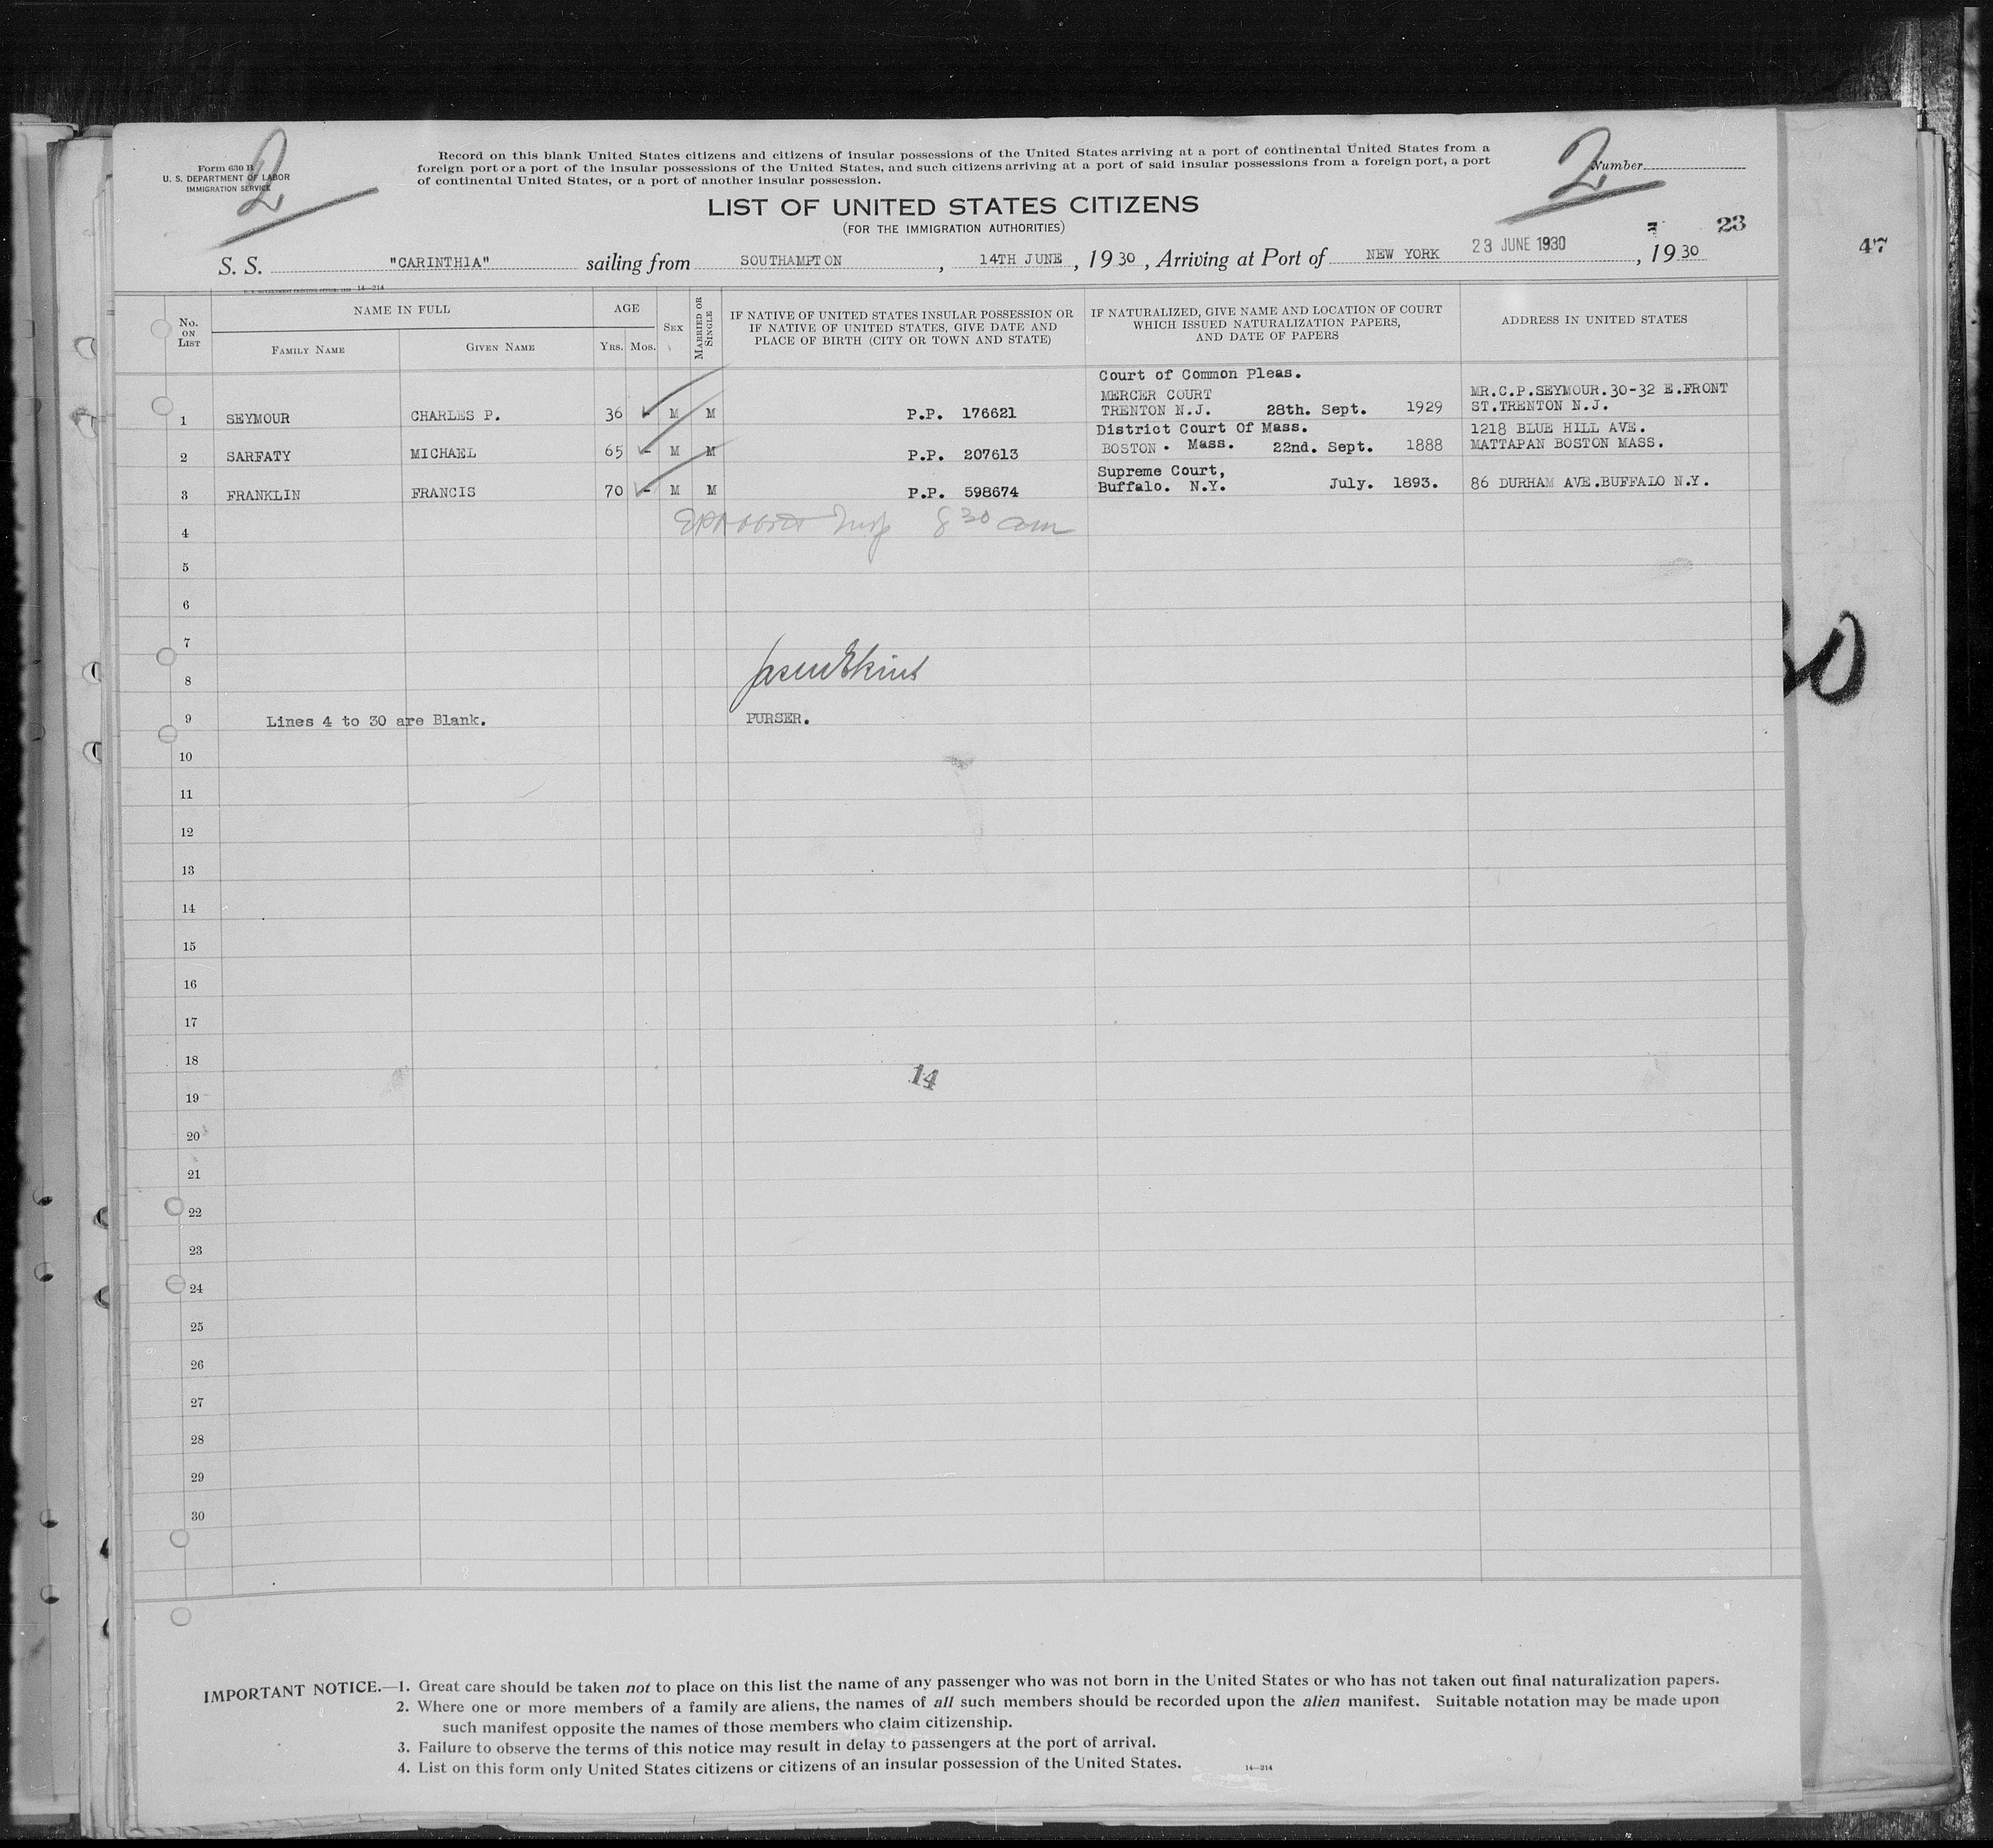 Form 630 B
U. S. DEPARTMENT OF LABOR
IMMIGRATION SERVICE
2
Record on this blank United States citizens and citizens of insular possessions of the United States arriving at a port of continental United States from a
foreign port or a port of the insular possessions of the United States, and such citizens arriving at a port of said insular possessions from a foreign port, a port
of continental United States, or a port of another insular possession.
2
Number
LIST OF UNITED STATES CITIZENS
(FOR THE IMMIGRATION AUTHORITIES)
23
47
S. S. "CARINTHIA" sailing from SOUTHAMPTON, 14TH JUNE, 1930, Arriving at Port of NEW YORK 23 JUNE 1930, 1930
14—214
No. ON LIST
NAME IN FULL
FAMILY NAME
GIVEN NAME
AGE
YRS.
MOS.
SEX
MARRIED OR SINGLE
IF NATIVE OF UNITED STATES INSULAR POSSESSION OR
IF NATIVE OF UNITED STATES, GIVE DATE AND
PLACE OF BIRTH (CITY OR TOWN AND STATE)
IF NATURALIZED, GIVE NAME AND LOCATION OF COURT
WHICH ISSUED NATURALIZATION PAPERS,
AND DATE OF PAPERS
ADDRESS IN UNITED STATES
Court of Common Pleas.
MERCER COURT MR.C.P.SEYMOUR.30-32 E.FRONT
1 SEYMOUR CHARLES P. 36 - M M P.P. 176621 TRENTON N.J. 28th. Sept. 1929 ST.TRENTON N.J.
District Court Of Mass. 1218 BLUE HILL AVE.
2 SARFATY MICHAEL 65 - M M P.P. 207613 BOSTON. Mass. 22nd. Sept. 1888 MATTAPAN BOSTON MASS.
Supreme Court,
3 FRANKLIN FRANCIS 70 - M M P.P. 598674 Buffalo. N.Y. July. 1893. 86 DURHAM AVE.BUFFALO N.Y.
4 8 30 am
5
6
7
8
9 Lines 4 to 30 are Blank. PURSER.
10
11
12
13
14
15
16
17
18
14
19
20
21
22
23
24
25
26
27
28
29
30
IMPORTANT NOTICE.—1. Great care should be taken not to place on this list the name of any passenger who was not born in the United States or who has not taken out final naturalization papers.
2. Where one or more members of a family are aliens, the names of all such members should be recorded upon the alien manifest. Suitable notation may be made upon
such manifest opposite the names of those members who claim citizenship.
3. Failure to observe the terms of this notice may result in delay to passengers at the port of arrival.
4. List on this form only United States citizens or citizens of an insular possession of the United States.
14—214